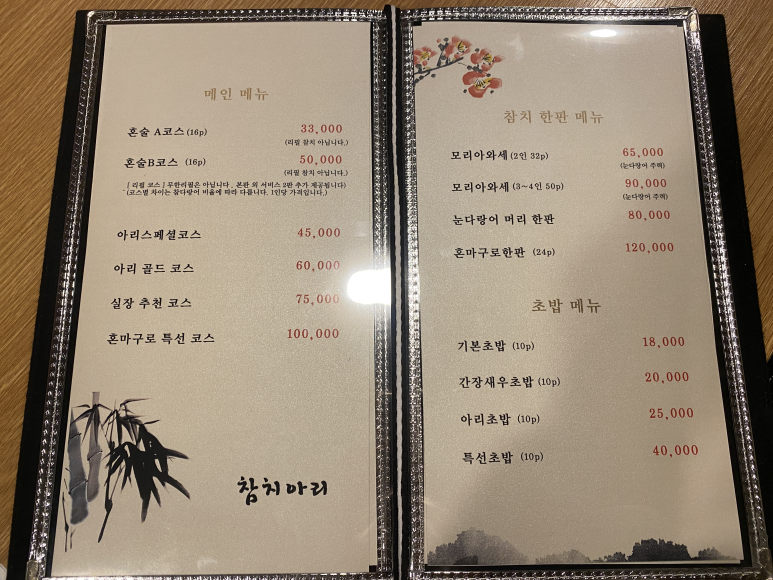 메인 메뉴
혼술 A코스(16p) 33,000
(리필 참치 아닙니다.)
혼술B코스 (16p) 50,000
(리필 참치 아닙니다.)
[ 리필 코스 ] 무한리필은 아닙니다 . 본판 외 서비스 2판 추가 제공됩니다)
(코스별 차이는 참다랑어 비율에 따라 다릅니다. 1인당 가격입니다.)
아리스페셜코스 45,000
아리 골드 코스 60,000
실장 추천 코스 75,000
혼마구로 특선 코스 100,000
참치아리
참치 한판 메뉴
모리아와세(2인 32p) 65,000
(눈다랑어 주력)
모리아와세(3~4인 50p) 90,000
(눈다랑어 주력)
눈다랑어 머리 한판 80,000
혼마구로한판 (24p) 120,000
초밥 메뉴
기본초밥 (10p) 18,000
간장새우초밥(10p) 20,000
아리초밥 (10p) 25,000
특선초밥 (10p) 40,000